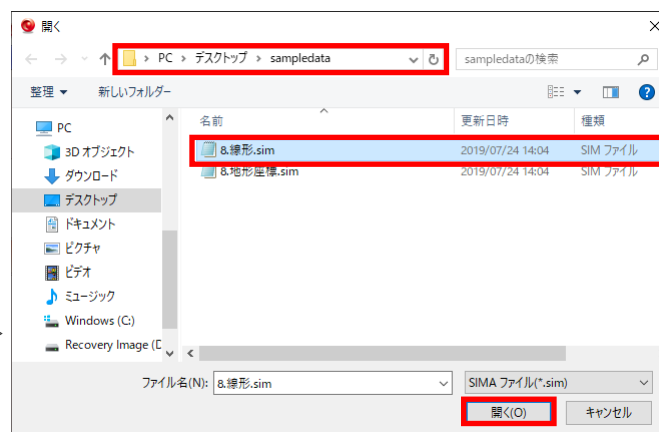 開く
PC > デスクトップ > sampledata
sampledataの検索
整理 新しいフォルダー
名前 更新日時 種類
PC
3D オブジェクト
ダウンロード
デスクトップ
ドキュメント
ピクチャ
ビデオ
ミュージック
Windows (C:)
Recovery Image (D
8.線形.sim 2019/07/24 14:04 SIM ファイル
8.地形座標.sim 2019/07/24 14:04 SIM ファイル
ファイル名(N): 8.線形.sim SIMA ファイル(*.sim)
開く(O) キャンセル